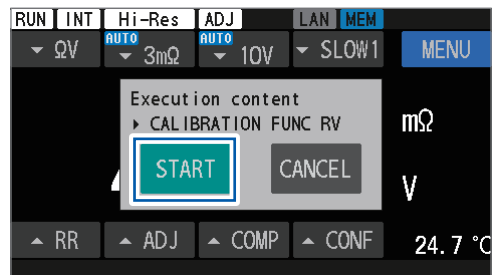 RUN INT Hi-Res ADJ LAN MEM
ΩV AUTO 3mΩ AUTO 10V SLOW1 MENU
Execution content
CALIBRATION FUNC RV
mΩ
START CANCEL
V
RR ADJ COMP CONF 24.7 °C